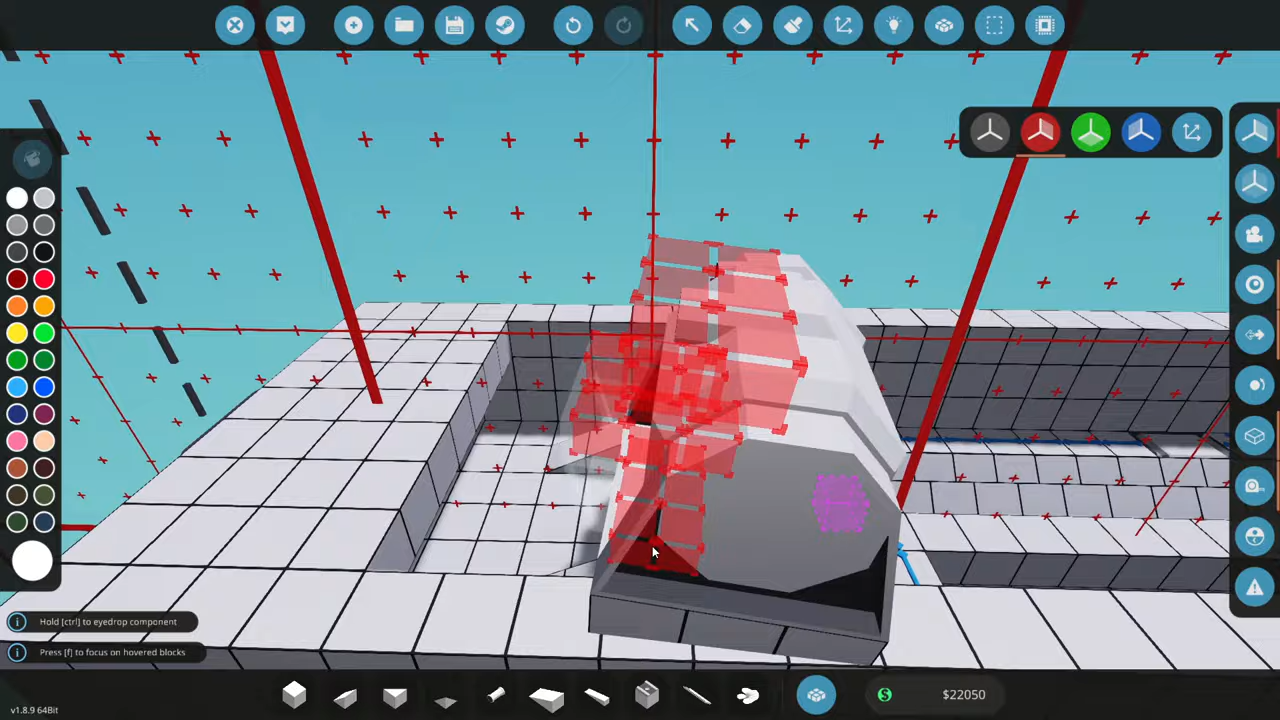 Hold [ctrl] to eyedrop component
Press [f] to focus on hovered blocks
$
$22050
v1.8.9 64Bit